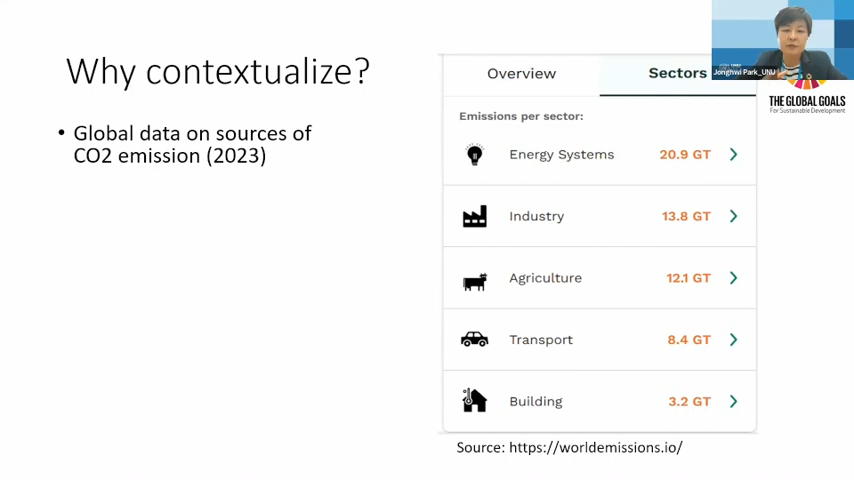 Why contextualize?
• Global data on sources of
CO2 emission (2023)
Overview
Sectors
Emissions per sector:
Energy Systems 20.9 GT
Industry 13.8 GT
Agriculture 12.1 GT
Transport 8.4 GT
Building 3.2 GT
Source: https://worldemissions.io/
Jonghwi Park_UNU
THE GLOBAL GOALS
For Sustainable Development